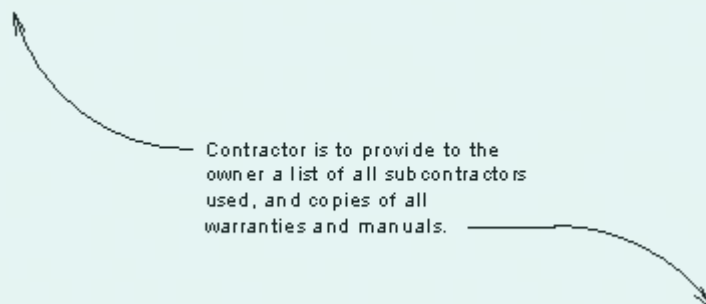 Contractor is to provide to the
owner a list of all subcontractors
used, and copies of all
warranties and manuals.